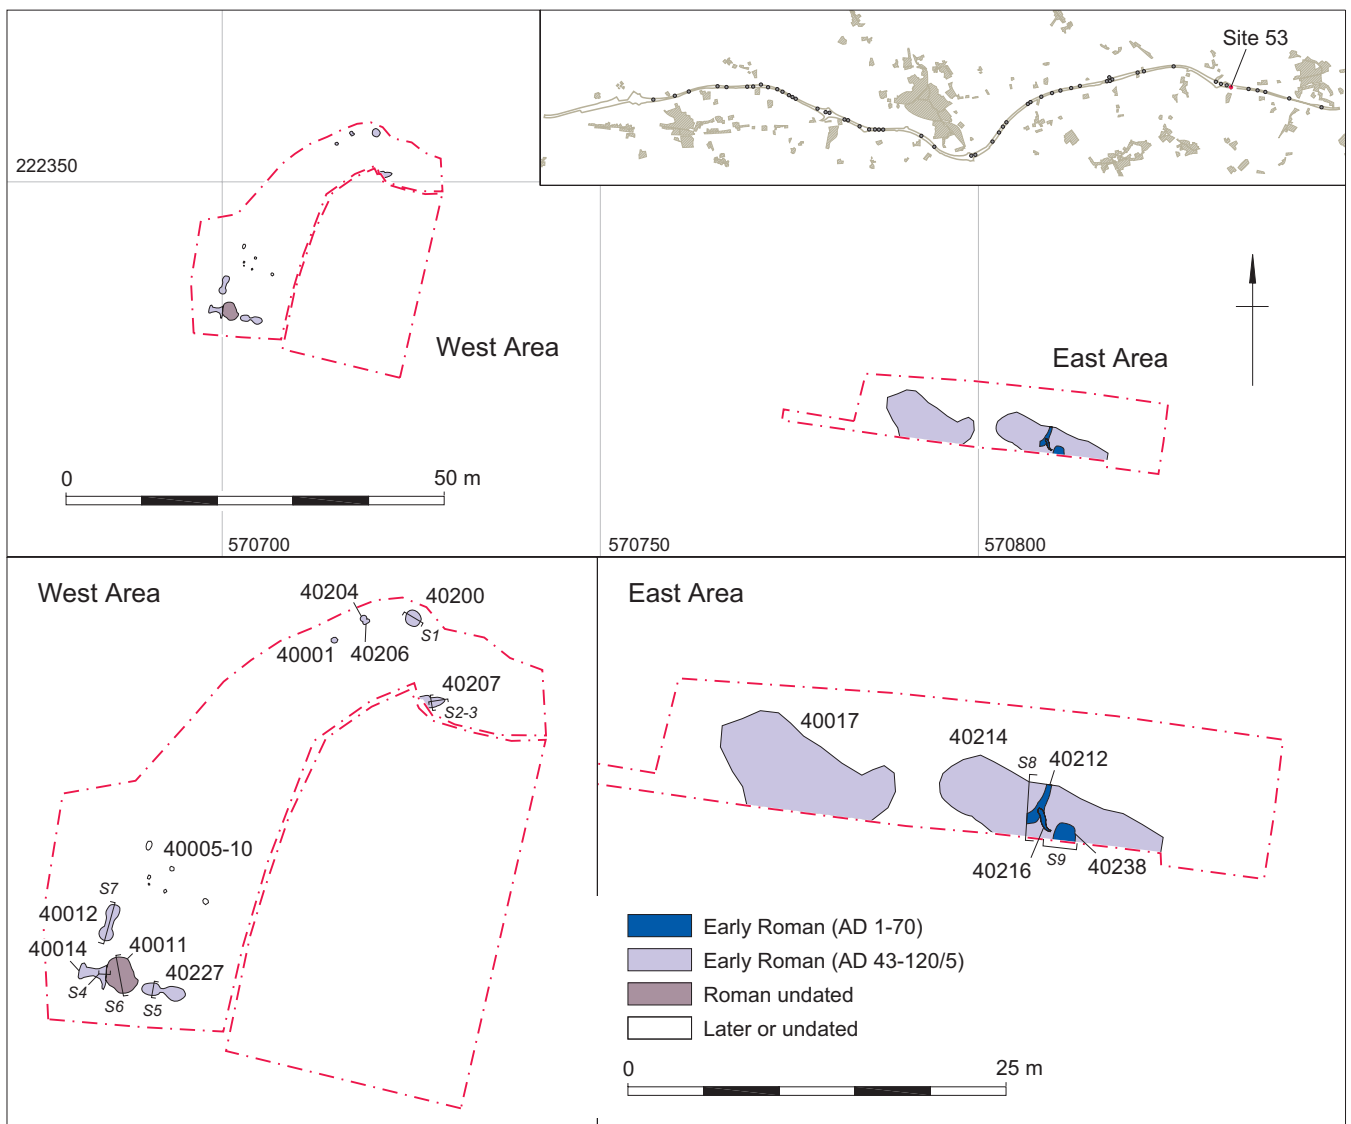 Site 53
222350
West Area
East Area
0 50 m
570700 570750 570800
West Area
40204 40200
S1
40001 40206
40207
S2-3
40005-10
S7
40012
40014 40011
40227
S4 S6 S5
East Area
40017
40214
S8 40212
40216 S9 40238
Early Roman (AD 1-70)
Early Roman (AD 43-120/5)
Roman undated
Later or undated
0 25 m